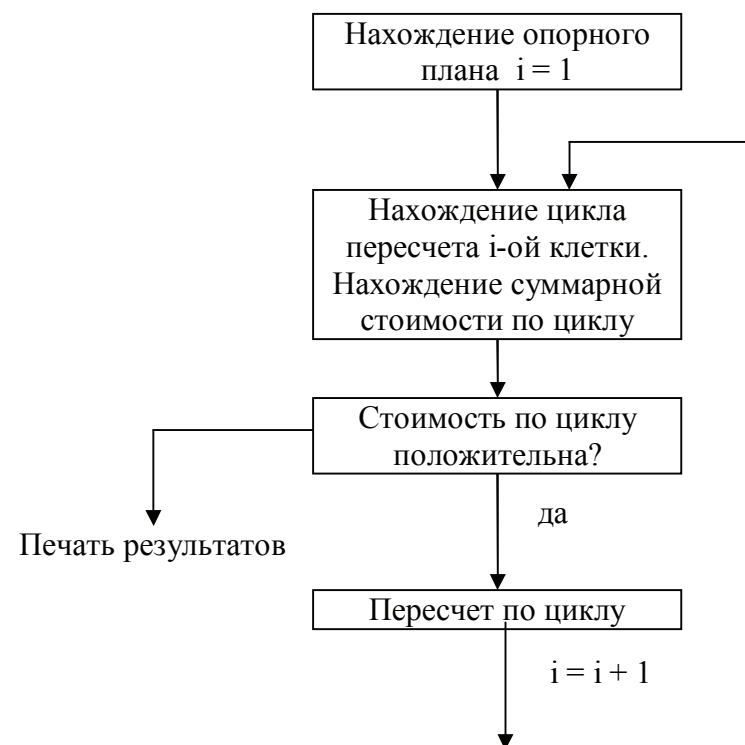 Нахождение опорного
плана i = 1
Нахождение цикла
пересчета i-ой клетки.
Нахождение суммарной
стоимости по циклу
Стоимость по циклу
положительна?
да
Печать результатов
Пересчет по циклу
i = i + 1